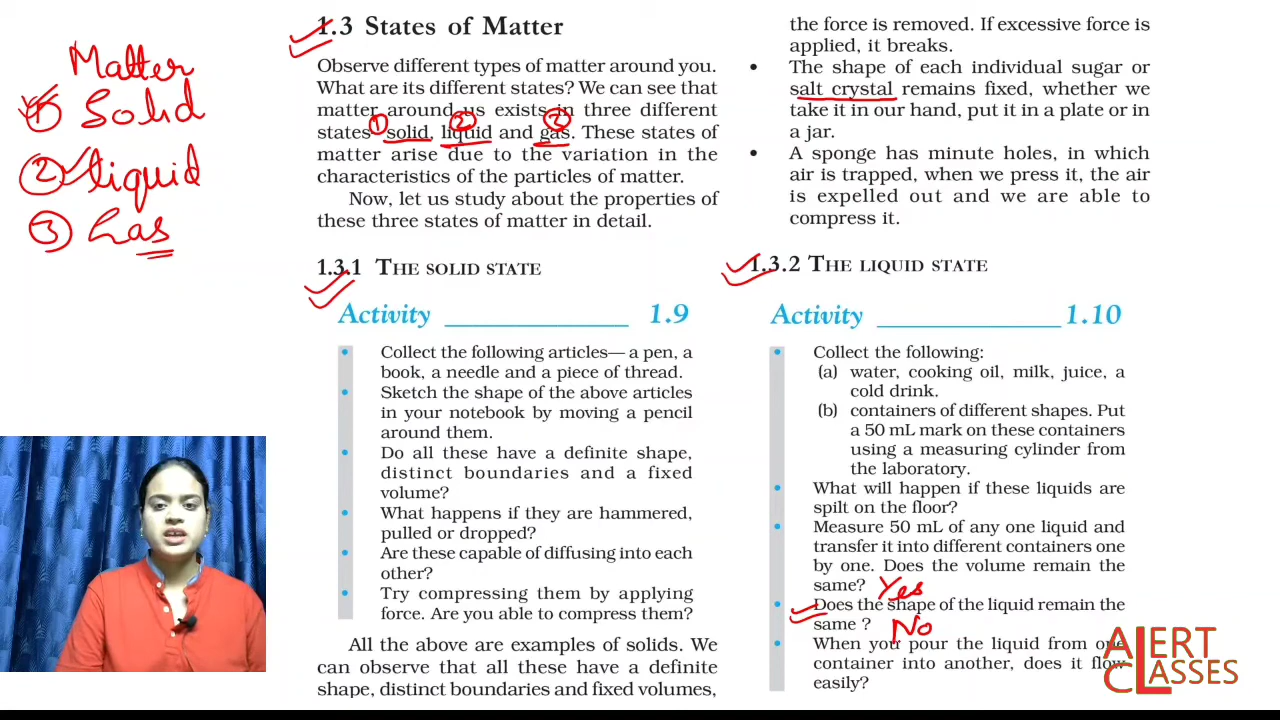 Matter
① Solid
② liquid
③ Gas
1.3 States of Matter
Observe different types of matter around you.
What are its different states? We can see that
matter around us exists in three different
① ② ③
states – solid, liquid and gas. These states of
matter arise due to the variation in the
characteristics of the particles of matter.
Now, let us study about the properties of
these three states of matter in detail.
1.3.1 THE SOLID STATE
Activity ______________ 1.9
• Collect the following articles— a pen, a
book, a needle and a piece of thread.
• Sketch the shape of the above articles
in your notebook by moving a pencil
around them.
• Do all these have a definite shape,
distinct boundaries and a fixed
volume?
• What happens if they are hammered,
pulled or dropped?
• Are these capable of diffusing into each
other?
• Try compressing them by applying
force. Are you able to compress them?
All the above are examples of solids. We
can observe that all these have a definite
shape, distinct boundaries and fixed volumes,
the force is removed. If excessive force is
applied, it breaks.
• The shape of each individual sugar or
salt crystal remains fixed, whether we
take it in our hand, put it in a plate or in
a jar.
• A sponge has minute holes, in which
air is trapped, when we press it, the air
is expelled out and we are able to
compress it.
1.3.2 THE LIQUID STATE
Activity ______________ 1.10
• Collect the following:
(a) water, cooking oil, milk, juice, a
cold drink.
(b) containers of different shapes. Put
a 50 mL mark on these containers
using a measuring cylinder from
the laboratory.
• What will happen if these liquids are
spilt on the floor?
• Measure 50 mL of any one liquid and
transfer it into different containers one
by one. Does the volume remain the
same? Yes
• Does the shape of the liquid remain the
same ? No
• When you pour the liquid from one
container into another, does it flow
easily?
ALERT
CLASSES